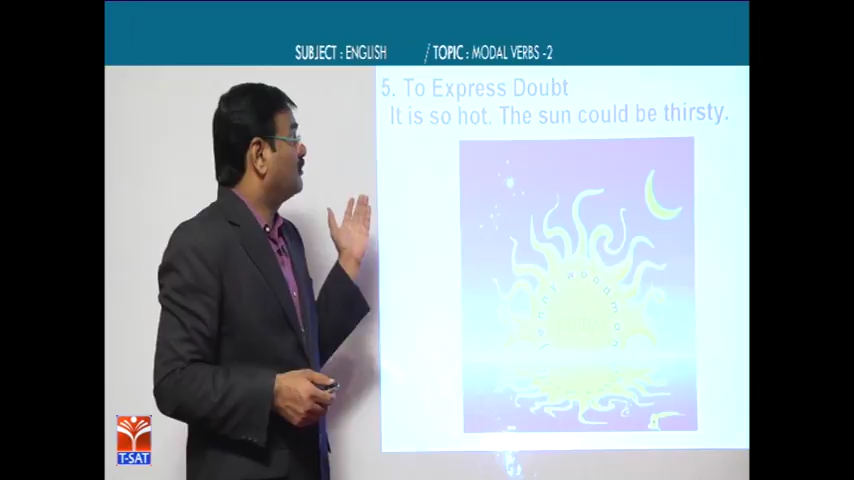 SUBJECT : ENGLISH / TOPIC : MODAL VERBS -2
5. To Express Doubt
It is so hot. The sun could be thirsty.
T-SAT